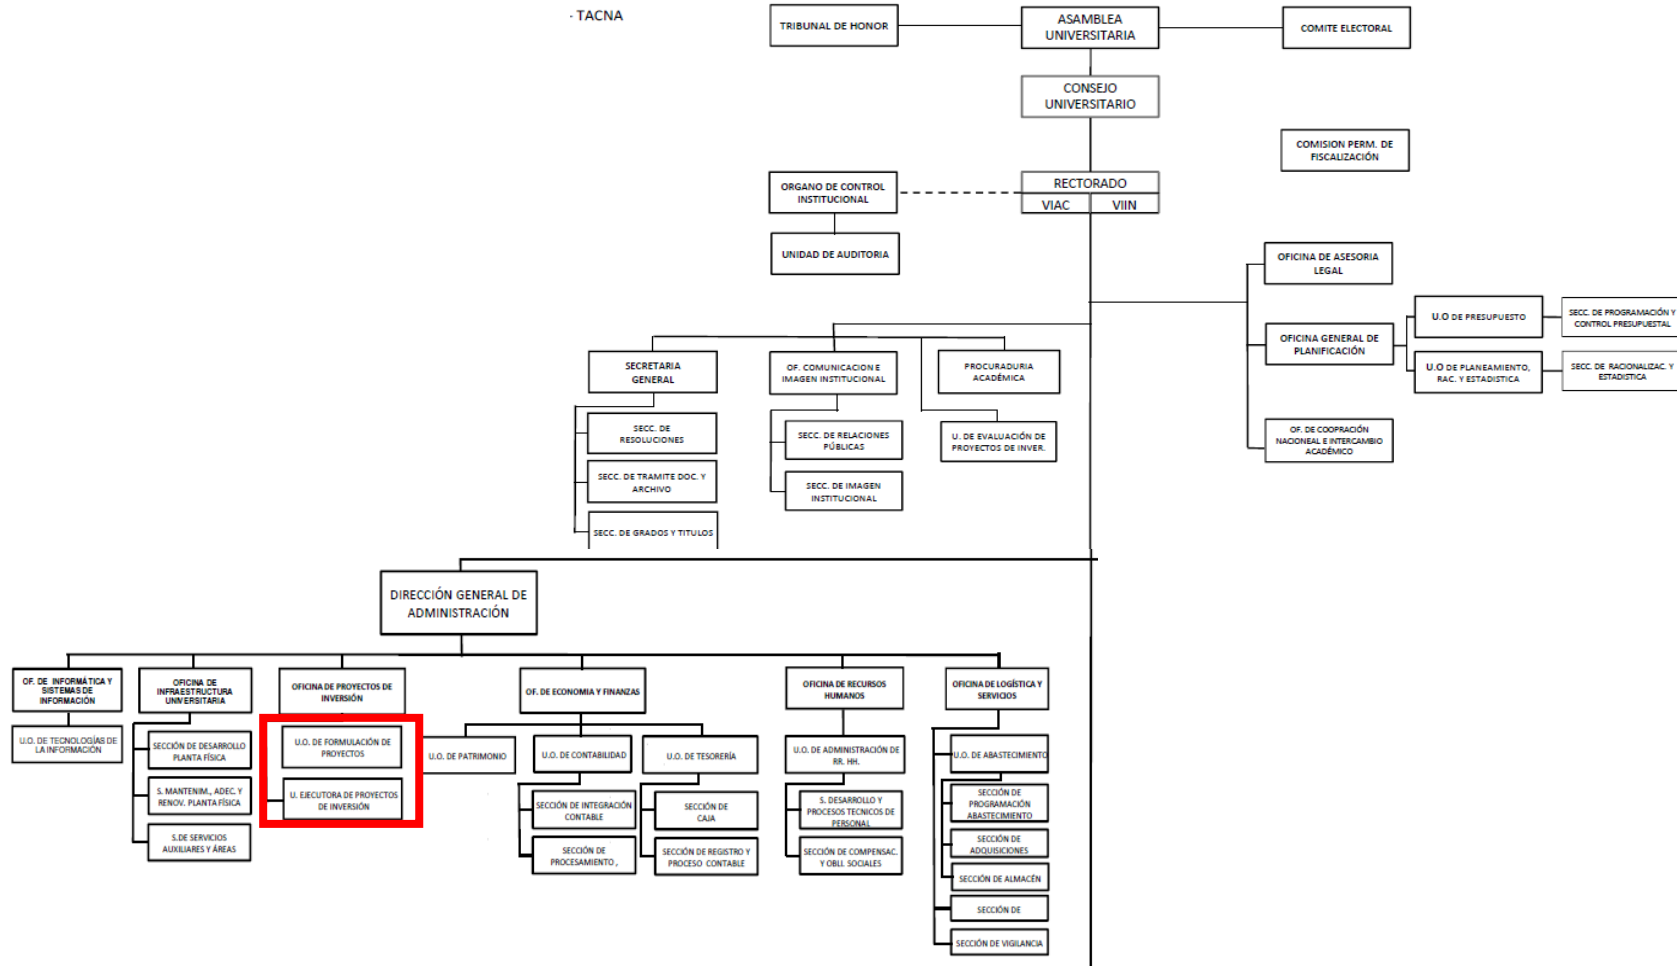 - TACNA
TRIBUNAL DE HONOR
ASAMBLEA
UNIVERSITARIA
COMITE ELECTORAL
CONSEJO
UNIVERSITARIO
COMISION PERM. DE
FISCALIZACIÓN
ORGANO DE CONTROL
INSTITUCIONAL
RECTORADO
VIAC
VIIN
UNIDAD DE AUDITORIA
OFICINA DE ASESORIA
LEGAL
U.O DE PRESUPUESTO
SECC. DE PROGRAMACIÓN Y
CONTROL PRESUPUESTAL
OFICINA GENERAL DE
PLANIFICACIÓN
U.O DE PLANEAMIENTO,
RAC. Y ESTADISTICA
SECC. DE RACIONALIZAC. Y
ESTADISTICA
OF. DE COOPRACIÓN
NACIONEAL E INTERCAMBIO
ACADÉMICO
SECRETARIA
GENERAL
OF. COMUNICACION E
IMAGEN INSTITUCIONAL
PROCURADURIA
ACADÉMICA
SECC. DE
RESOLUCIONES
SECC. DE RELACIONES
PÚBLICAS
U. DE EVALUACIÓN DE
PROYECTOS DE INVER.
SECC. DE TRAMITE DOC. Y
ARCHIVO
SECC. DE IMAGEN
INSTITUCIONAL
SECC. DE GRADOS Y TITULOS
DIRECCIÓN GENERAL DE
ADMINISTRACIÓN
OF. DE INFORMÁTICA Y
SISTEMAS DE
INFORMACIÓN
OFICINA DE
INFRAESTRUCTURA
UNIVERSITARIA
OFICINA DE PROYECTOS DE
INVERSIÓN
OF. DE ECONOMIA Y FINANZAS
OFICINA DE RECURSOS
HUMANOS
OFICINA DE LOGÍSTICA Y
SERVICIOS
U.O. DE TECNOLOGÍAS DE
LA INFORMACIÓN
SECCIÓN DE DESARROLLO
PLANTA FÍSICA
U.O. DE FORMULACIÓN DE
PROYECTOS
U.O. DE PATRIMONIO
U.O. DE CONTABILIDAD
U.O. DE TESORERÍA
U.O. DE ADMINISTRACIÓN DE
RR. HH.
U.O. DE ABASTECIMIENTO
S. MANTENIM., ADEC. Y
RENOV. PLANTA FÍSICA
U. EJECUTORA DE PROYECTOS
DE INVERSIÓN
SECCIÓN DE INTEGRACIÓN
CONTABLE
SECCIÓN DE
CAJA
S. DESARROLLO Y
PROCESOS TECNICOS DE
PERSONAL
SECCIÓN DE
PROGRAMACIÓN
ABASTECIMIENTO
S.DE SERVICIOS
AUXILIARES Y ÁREAS
SECCIÓN DE
PROCESAMIENTO ,
SECCIÓN DE REGISTRO Y
PROCESO CONTABLE
SECCIÓN DE COMPENSAC.
Y OBLI. SOCIALES
SECCIÓN DE
ADQUISICIONES
SECCIÓN DE ALMACÉN
SECCIÓN DE
SECCIÓN DE VIGILANCIA